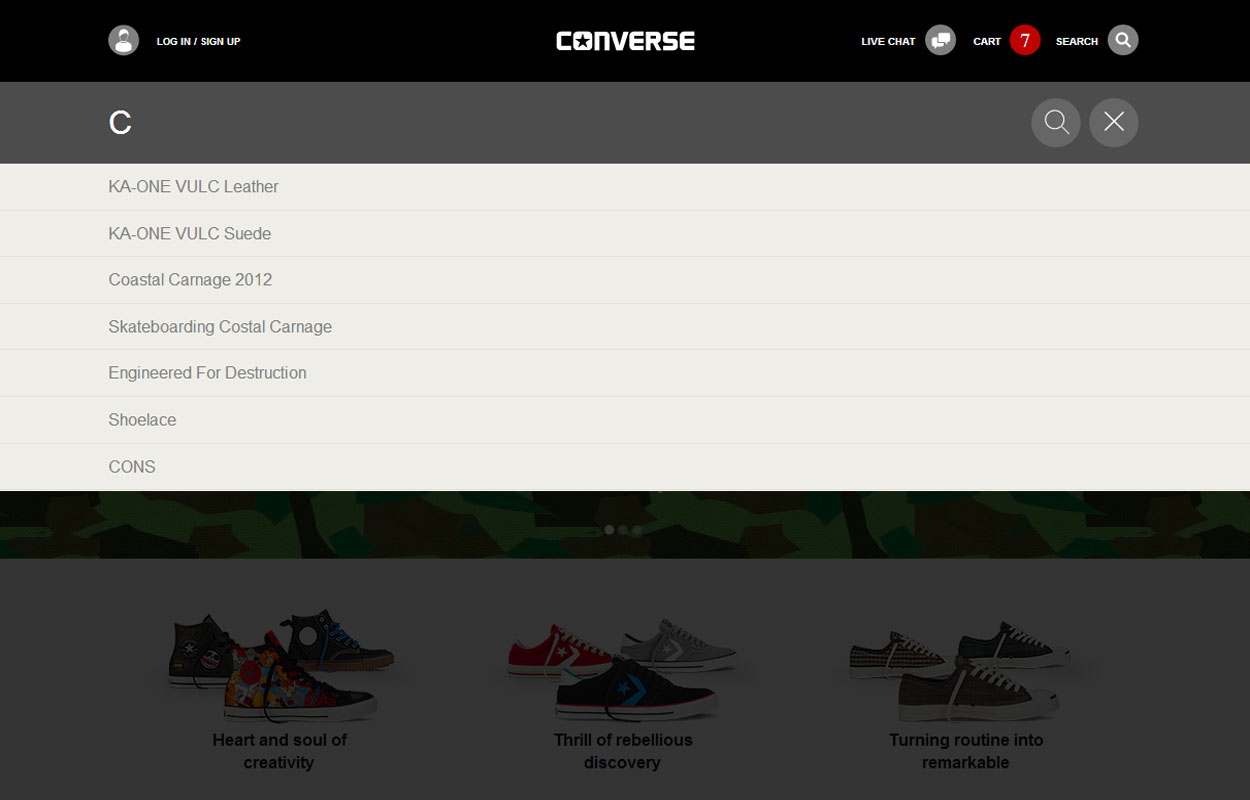 LOG IN / SIGN UP
CONVERSE
LIVE CHAT
CART 7
SEARCH
C
KA-ONE VULC Leather
KA-ONE VULC Suede
Coastal Carnage 2012
Skateboarding Costal Carnage
Engineered For Destruction
Shoelace
CONS
Heart and soul of
creativity
Thrill of rebellious
discovery
Turning routine into
remarkable